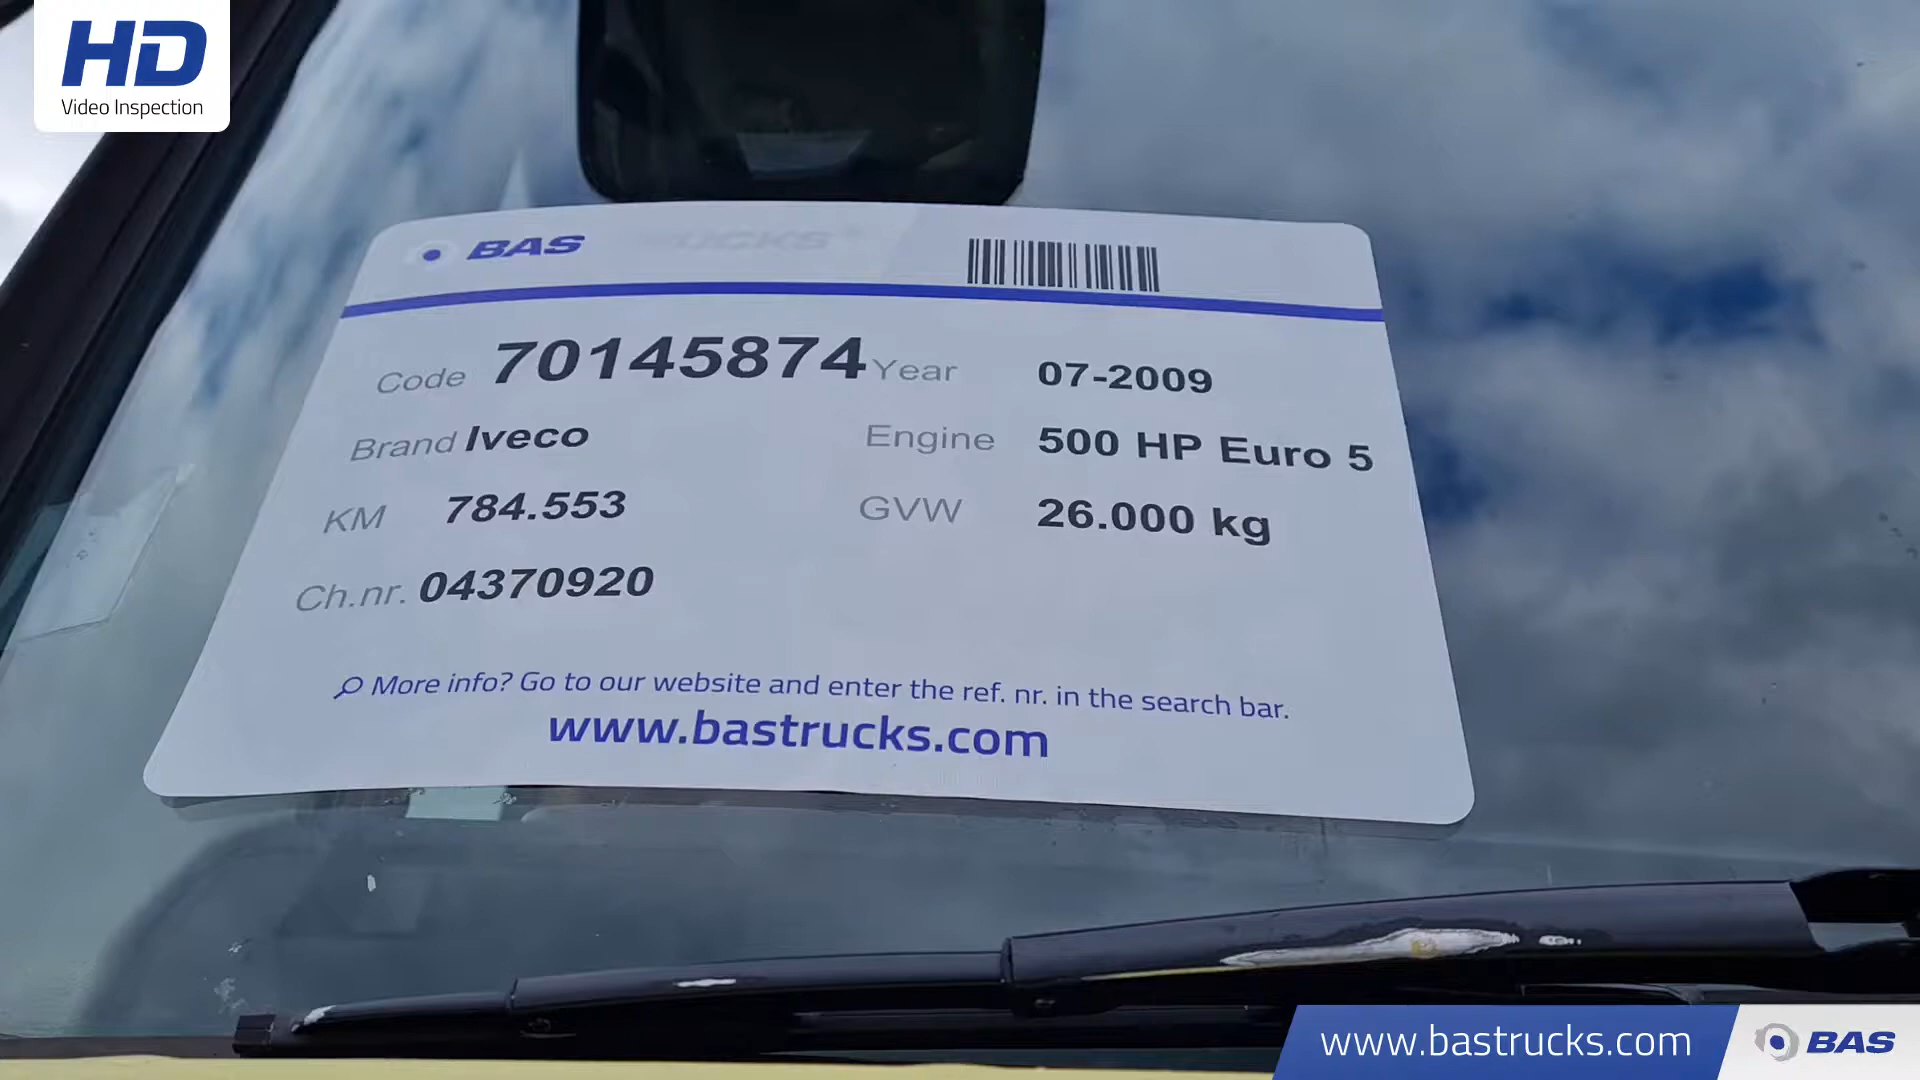 HD
Video Inspection
BAS
Code 70145874 Year 07-2009
Brand Iveco Engine 500 HP Euro 5
KM 784.553 GVW 26.000 kg
Ch.nr. 04370920
More info? Go to our website and enter the ref. nr. in the search bar.
www.bastrucks.com
www.bastrucks.com BAS